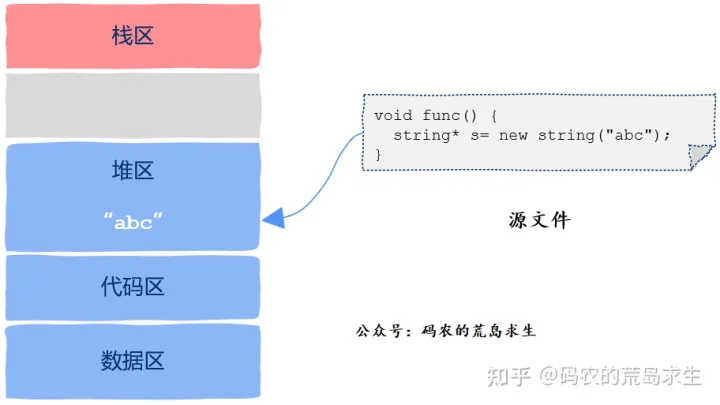 栈区
堆区
“abc”
代码区
数据区
void func() {
  string* s= new string("abc");
}
源文件
公众号：码农的荒岛求生
知乎 @码农的荒岛求生